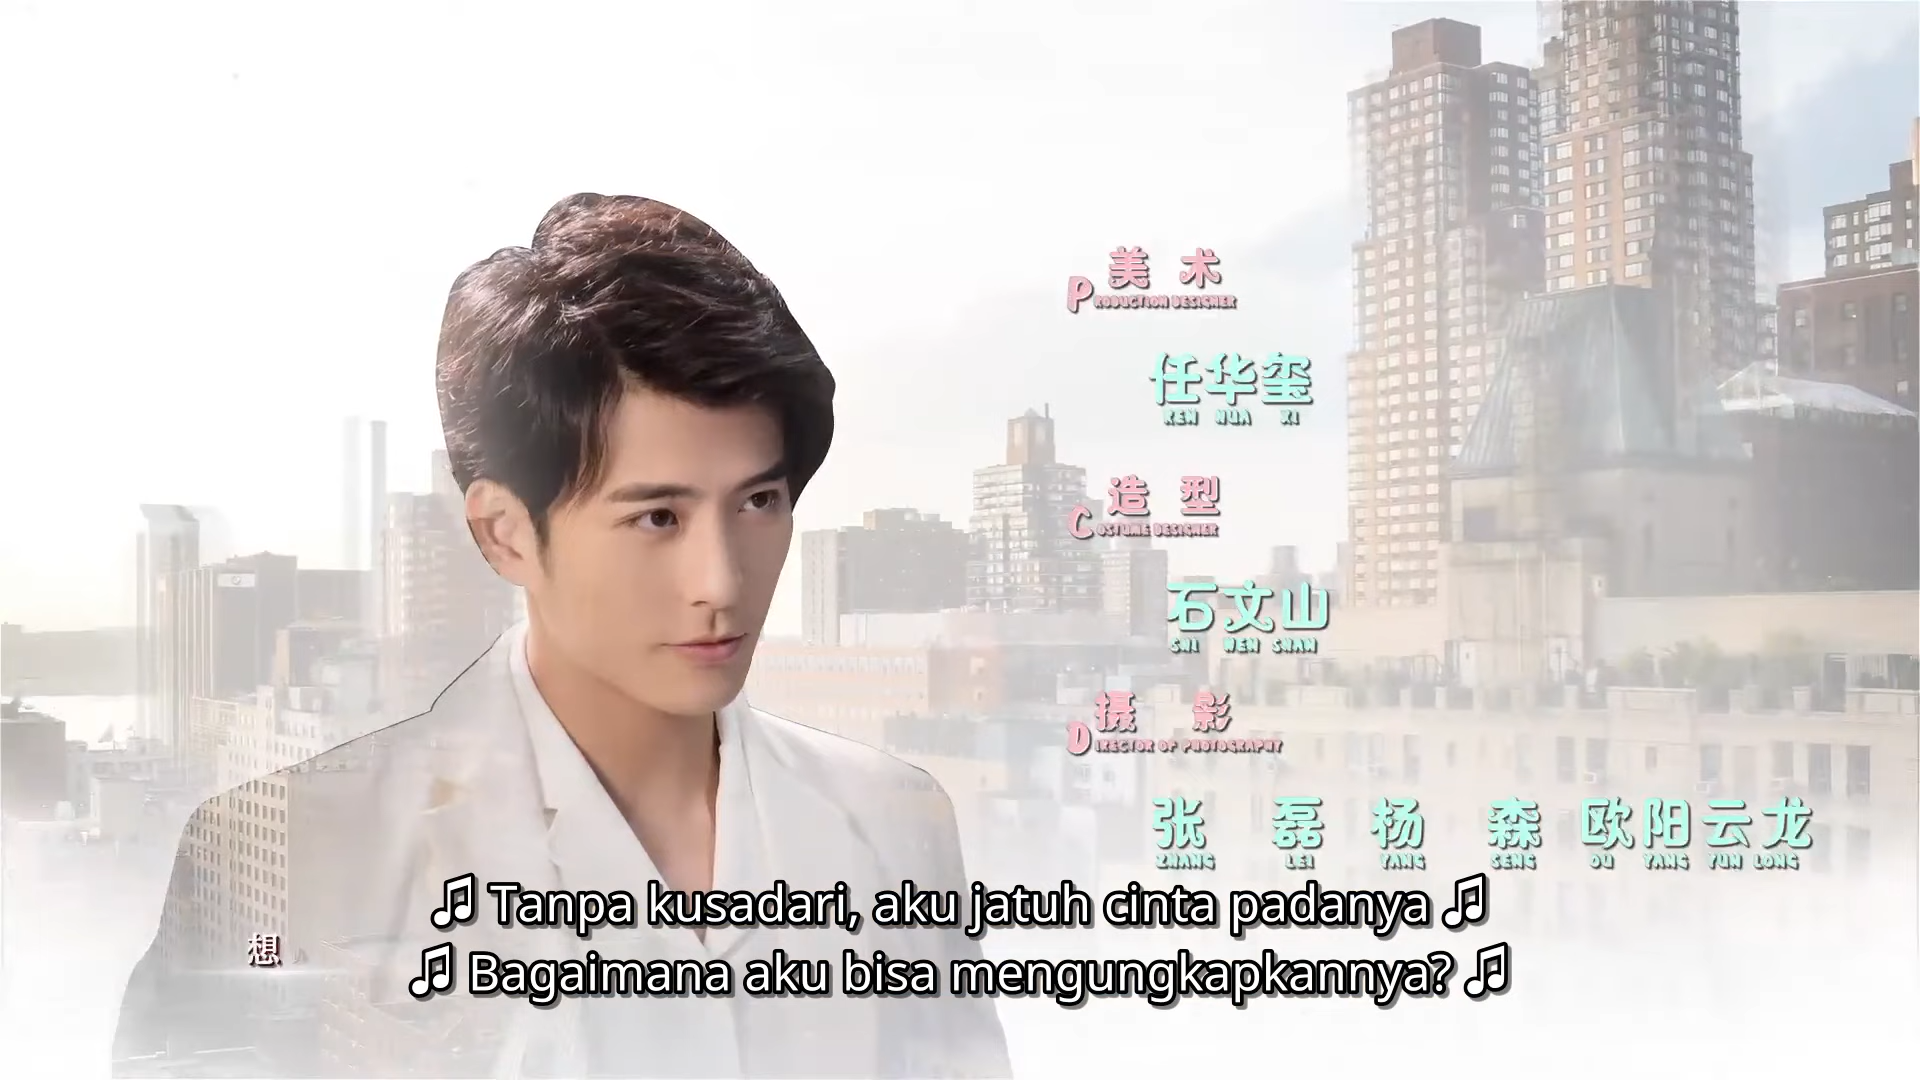 美术
PRODUCTION DESIGNER
任华玺
REN HUA XI
造型
COSTUME DESIGNER
石文山
SHI WEN SHAN
摄影
DIRECTOR OF PHOTOGRAPHY
张磊 杨森 欧阳云龙
ZHANG LEI YANG SENG OU YANG YUN LONG
♫ Tanpa kusadari, aku jatuh cinta padanya ♫
想
♫ Bagaimana aku bisa mengungkapkannya? ♫